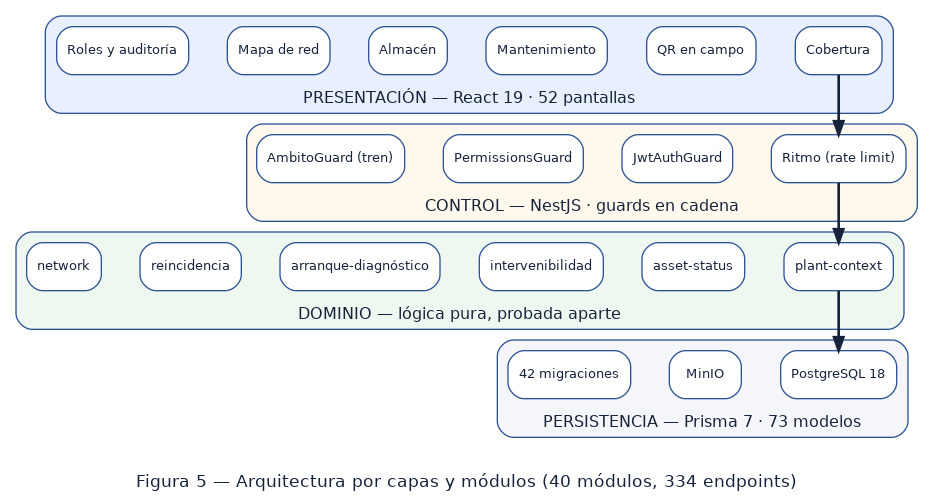 Roles y auditoría
Mapa de red
Almacén
Mantenimiento
QR en campo
Cobertura
PRESENTACIÓN — React 19 · 52 pantallas
AmbitoGuard (tren)
PermissionsGuard
JwtAuthGuard
Ritmo (rate limit)
CONTROL — NestJS · guards en cadena
network
reincidencia
arranque-diagnóstico
intervenibilidad
asset-status
plant-context
DOMINIO — lógica pura, probada aparte
42 migraciones
MinIO
PostgreSQL 18
PERSISTENCIA — Prisma 7 · 73 modelos
Figura 5 — Arquitectura por capas y módulos (40 módulos, 334 endpoints)